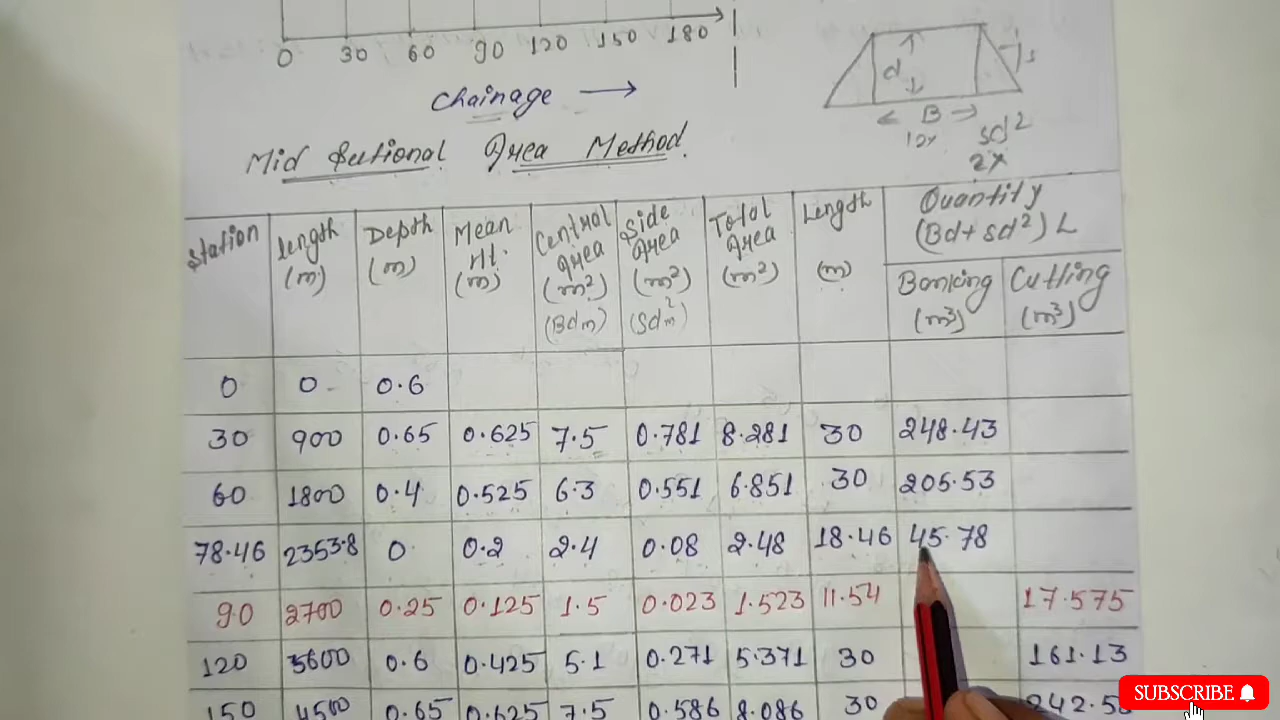 0 30 60 90 120 150 180
Chainage
d
s
B
12x
sd²
2x
Mid Sectional Area Method.
Station Length (m) Depth (m) Mean Ht. (m) Central Area (m²) (Bdm) Side Area (m²) (Sdm²) Total Area (m²) Length (m) Quantity (Bd+sd²) L
Banking (m³) Cutting (m³)
0 0 0.6
30 900 0.65 0.625 7.5 0.781 8.281 30 248.43
60 1800 0.4 0.525 6.3 0.551 6.851 30 205.53
78.46 2353.8 0 0.2 2.4 0.08 2.48 18.46 45.78
90 2700 0.25 0.125 1.5 0.023 1.523 11.54 17.575
120 3600 0.6 0.425 5.1 0.271 5.371 30 161.13
150 4500 0.65 0.625 7.5 0.586 8.086 30
SUBSCRIBE